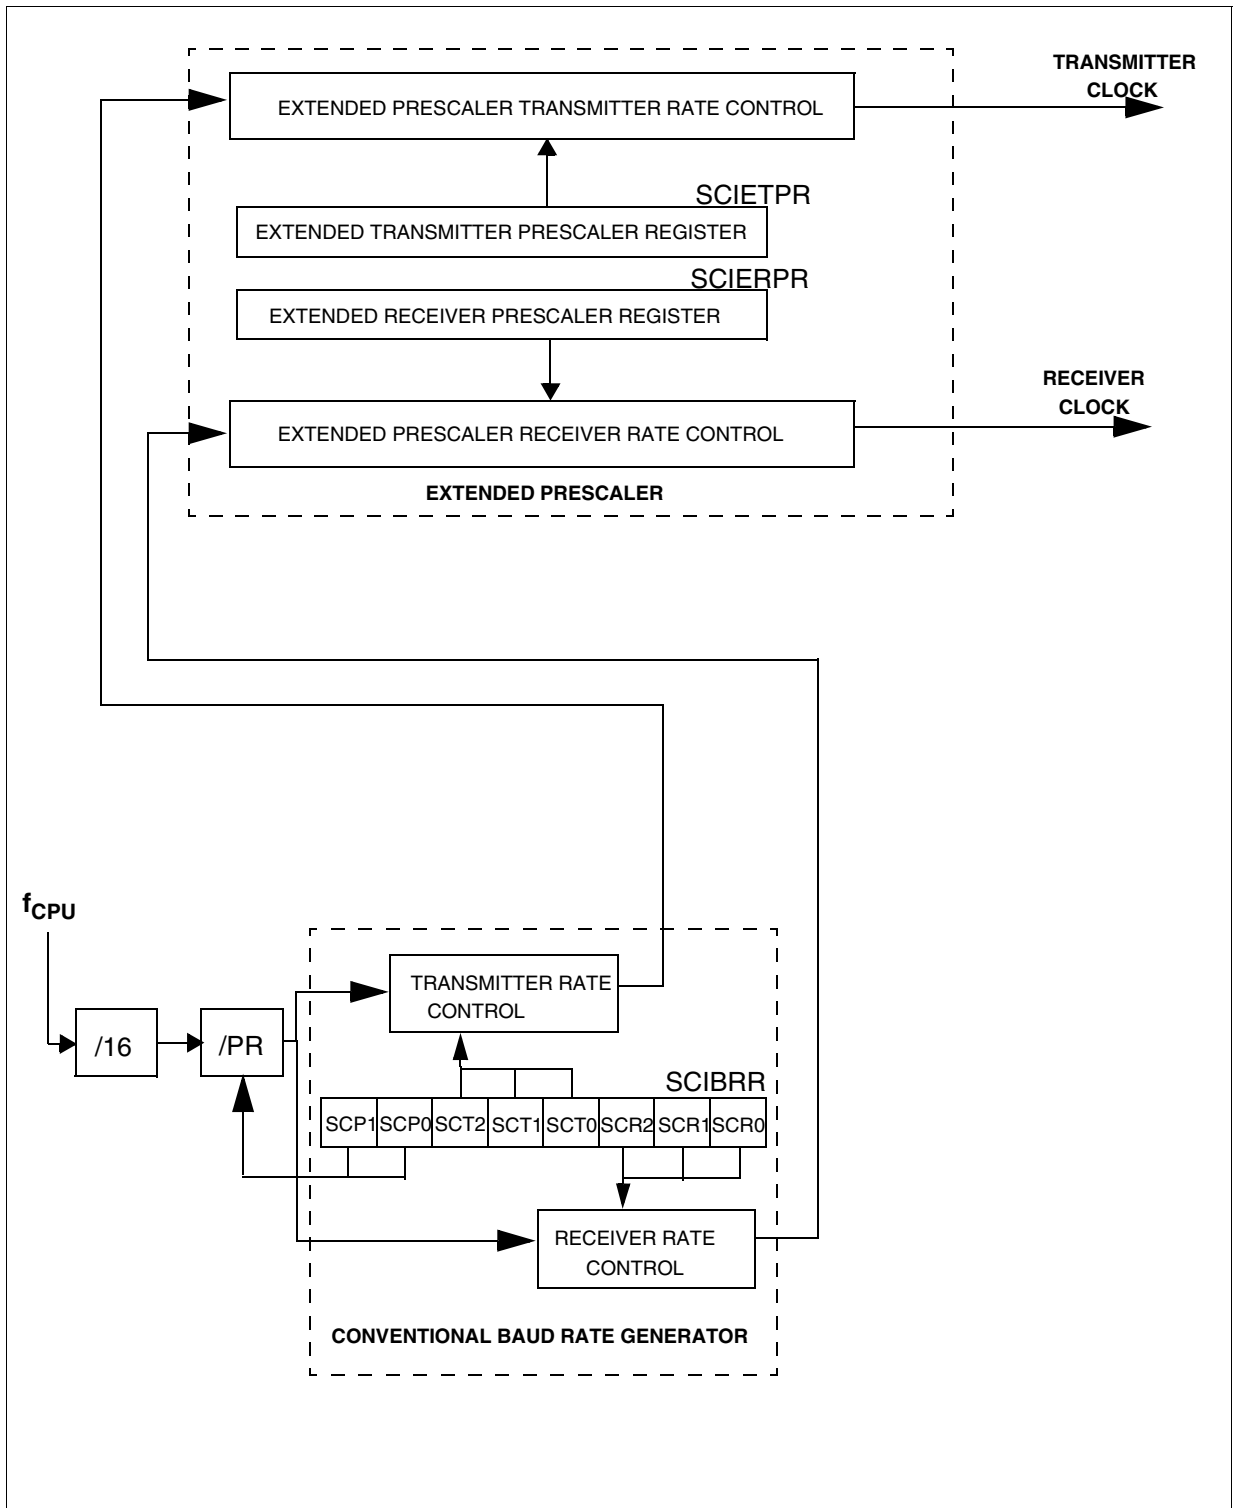 TRANSMITTER
CLOCK
EXTENDED PRESCALER TRANSMITTER RATE CONTROL
SCIETPR
EXTENDED TRANSMITTER PRESCALER REGISTER
SCIERPR
EXTENDED RECEIVER PRESCALER REGISTER
RECEIVER
CLOCK
EXTENDED PRESCALER RECEIVER RATE CONTROL
EXTENDED PRESCALER
fCPU
TRANSMITTER RATE
CONTROL
/16
/PR
SCIBRR
SCP1 SCP0 SCT2 SCT1 SCT0 SCR2 SCR1 SCR0
RECEIVER RATE
CONTROL
CONVENTIONAL BAUD RATE GENERATOR